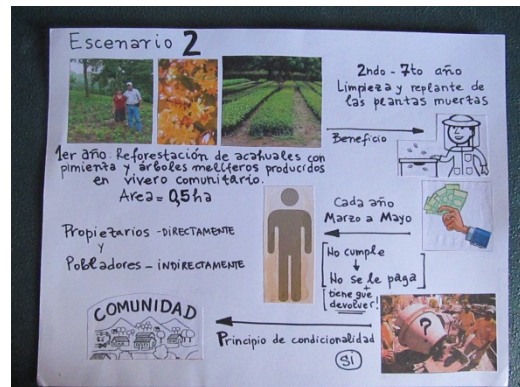 Escenario 2
2ndo - 7to año
Limpieza y replante de
las plantas muertas
Beneficio
1er año. Reforestación de acahuales con
pimienta y árboles melíferos producidos
en vivero comunitario.
Area = 0,5 ha
Cada año
Marzo a Mayo
Propietarios - DIRECTAMENTE
y
Pobladores - INDIRECTAMENTE
No cumple
No se le paga
+
tiene que
devolver!
COMUNIDAD
Principio de condicionalidad
SI
?